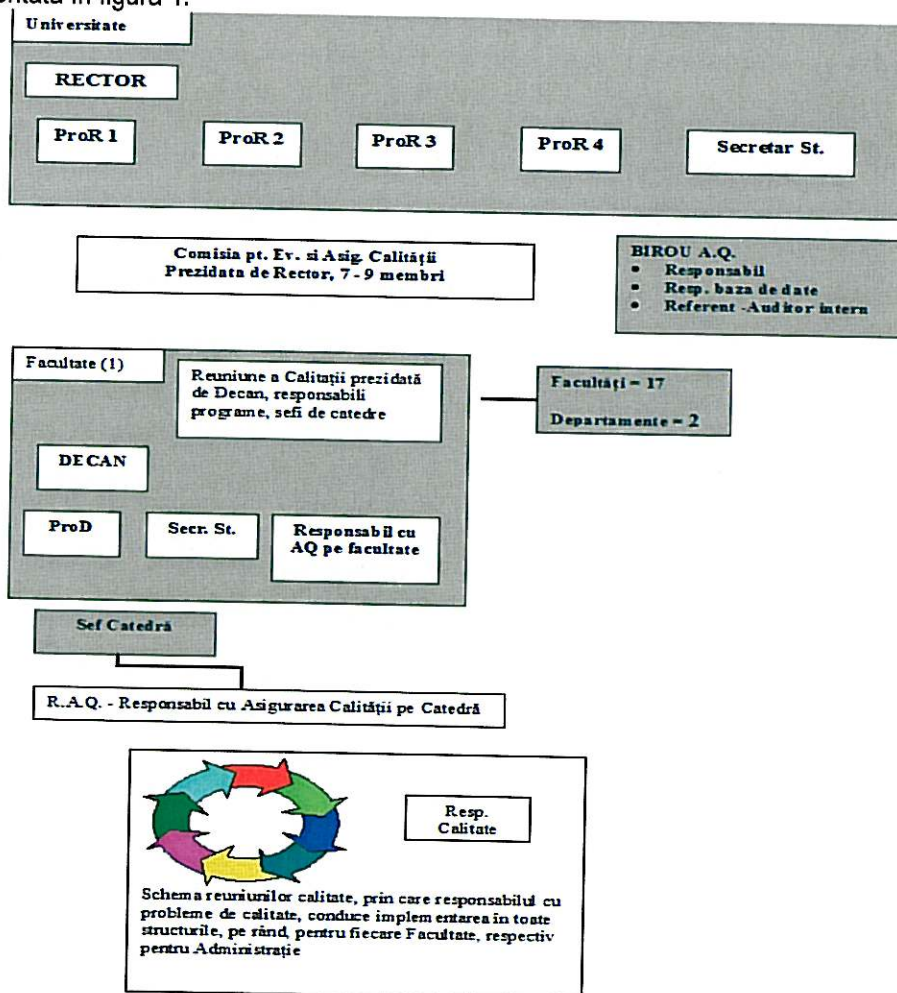 în figura 1.
Universitate
RECTOR
ProR 1
ProR 2
ProR 3
ProR 4
Secretar St.
Comisia pt. Ev. si Asig. Calității
Prezidata de Rector, 7 - 9 membri
BIROU A.Q.
• Responsabil
• Resp. baza de date
• Referent -Auditor intern
Facultate (1)
Reuniune a Calitații prezidată
de Decan, responsabili
programe, sefi de catedre
Facultăți = 17
Departamente = 2
DECAN
ProD
Secr. St.
Responsabil cu
AQ pe facultate
Sef Catedră
R.A.Q. - Responsabil cu Asigurarea Calității pe Catedră
Resp.
Calitate
Schema reuniunilor calitate, prin care responsabilul cu
probleme de calitate, conduce implementarea în toate
structurile, pe rând, pentru fiecare Facultate, respectiv
pentru Administrație